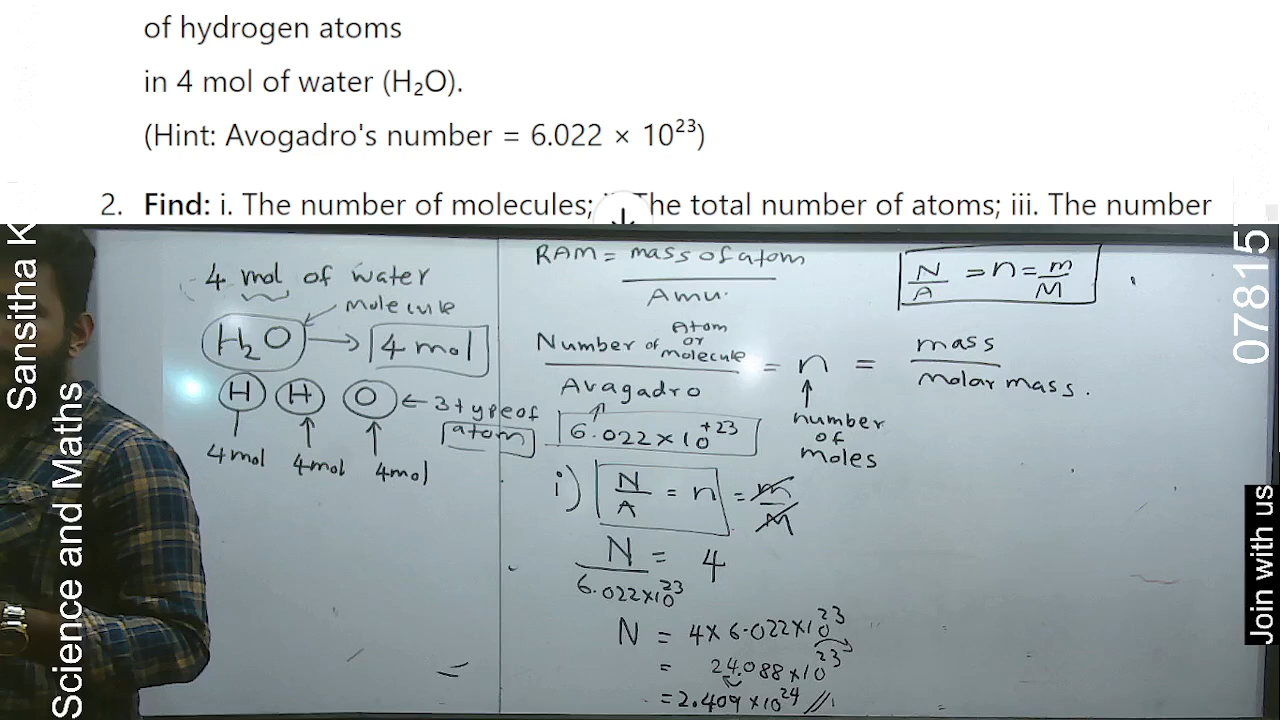 of hydrogen atoms
in 4 mol of water (H₂O).
(Hint: Avogadro's number = 6.022 × 10²³)
2. Find: i. The number of molecules; The total number of atoms; iii. The number
Sansitha K
Science and Maths
07815
Join with us
4 mol of water
molecule
H₂O → 4 mol
H H O ← 3 type of
atom
4 mol 4 mol 4 mol
RAM = mass of atom
Amu.
N/A = n = m/M
Number of Atom or molecule = n = mass
Avagadro molar mass.
6.022 x 10⁺²³
number
of
moles
i) N/A = n = m/M
N = 4
6.022x10²³
N = 4 x 6.022x10²³
= 24.088 x 10²³
= 2.409 x 10²⁴ //